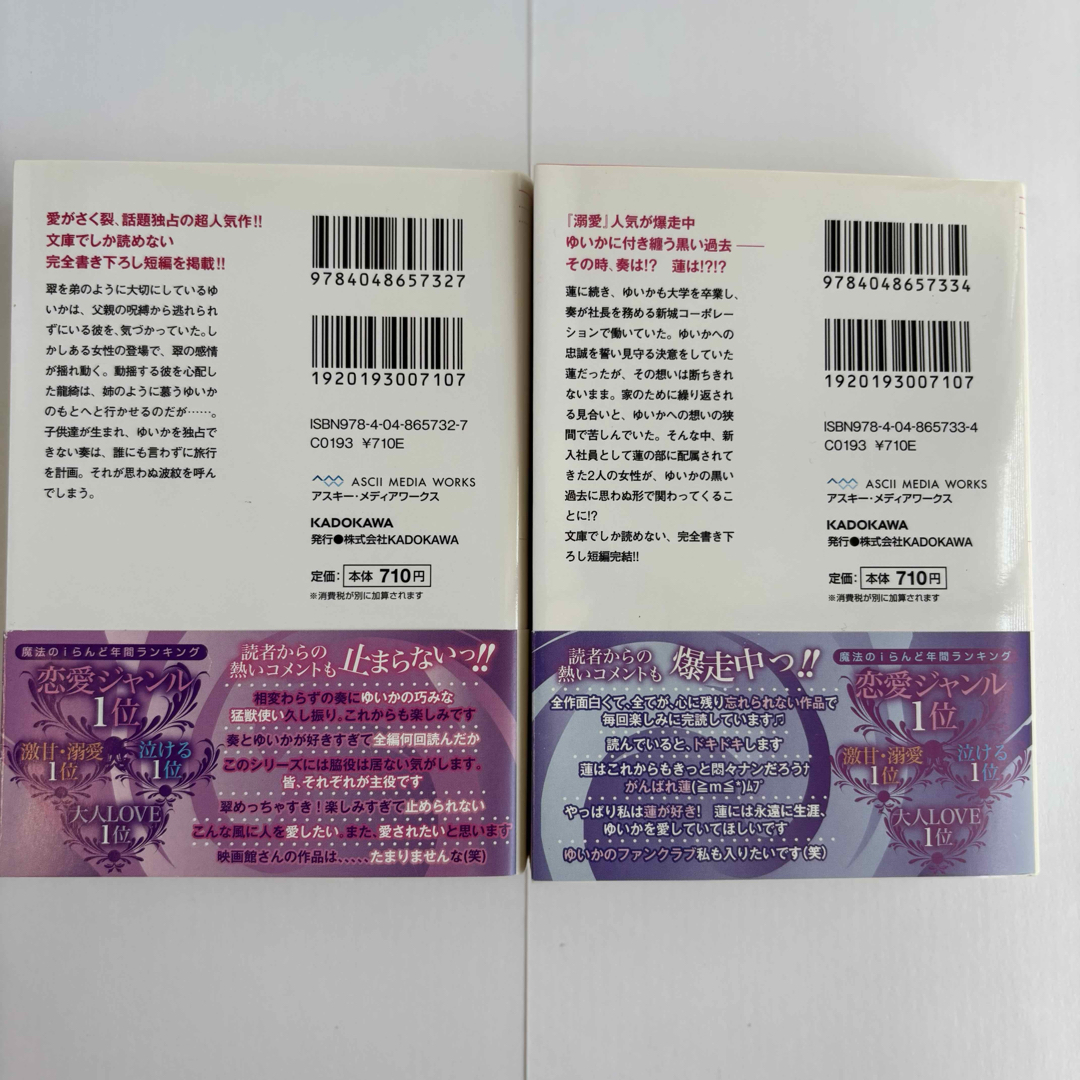 愛がさく裂、話題独占の超人気作!!
文庫でしか読めない
完全書き下ろし短編を掲載!!
翠を弟のように大切にしているゆ
いかは、父親の呪縛から逃れられ
ずにいる彼を、気づかっていた。し
かしある女性の登場で、翠の感情
が揺れ動く。動揺する彼を心配し
た龍綺は、姉のように慕うゆいか
のもとへと行かせるのだが……。
子供達が生まれ、ゆいかを独占で
きない奏は、誰にも言わずに旅行
を計画。それが思わぬ波紋を呼ん
でしまう。
9784048657327
1920193007107
ISBN978-4-04-865732-7
C0193 ¥710E
ASCII MEDIA WORKS
アスキー・メディアワークス
KADOKAWA
発行●株式会社KADOKAWA
定価: 本体 710円
※消費税が別に加算されます
魔法のiらんど年間ランキング
恋愛ジャンル
1位
激甘・溺愛
1位
泣ける
1位
大人LOVE
1位
読者からの
熱いコメントも 止まらないっ!!
相変わらずの奏にゆいかの巧みな
猛獣使い久し振り。これからも楽しみです
奏とゆいかが好きすぎて全編何回読んだか
このシリーズには脇役は居ない気がします。
皆、それぞれが主役です
翠めっちゃすき!楽しみすぎて止められない
こんな風に人を愛したい。また、愛されたいと思います
映画館さんの作品は、、、、、たまりませんな(笑)
『溺愛』人気が爆走中
ゆいかに付き纏う黒い過去――
その時、奏は!? 蓮は!?!?
蓮に続き、ゆいかも大学を卒業し、
奏が社長を務める新城コーポレー
ションで働いていた。ゆいかへの
忠誠を誓い見守る決意をしていた
蓮だったが、その想いは断ちきれ
ないまま。家のために繰り返され
る見合いと、ゆいかへの想いの狭
間で苦しんでいた。そんな中、新
入社員として蓮の部に配属されて
きた2人の女性が、ゆいかの黒い
過去に思わぬ形で関わってくるこ
とに!?
文庫でしか読めない、完全書き下
ろし短編完結!!
9784048657334
1920193007107
ISBN978-4-04-865733-4
C0193 ¥710E
ASCII MEDIA WORKS
アスキー・メディアワークス
KADOKAWA
発行●株式会社KADOKAWA
定価: 本体 710円
※消費税が別に加算されます
読者からの
熱いコメントも 爆走中っ!!
全作面白くて、全てが、心に残り忘れられない作品で
毎回楽しみに完読しています♫
読んでいると、ドキドキします
蓮はこれからもきっと悶々ナンだろうナ
がんばれ蓮(≧m≦*)ﾑﾌﾟ
やっぱり私は蓮が好き! 蓮には永遠に生涯、
ゆいかを愛していてほしいです
ゆいかのファンクラブ私も入りたいです(笑)
魔法のiらんど年間ランキング
恋愛ジャンル
1位
激甘・溺愛
1位
泣ける
1位
大人LOVE
1位